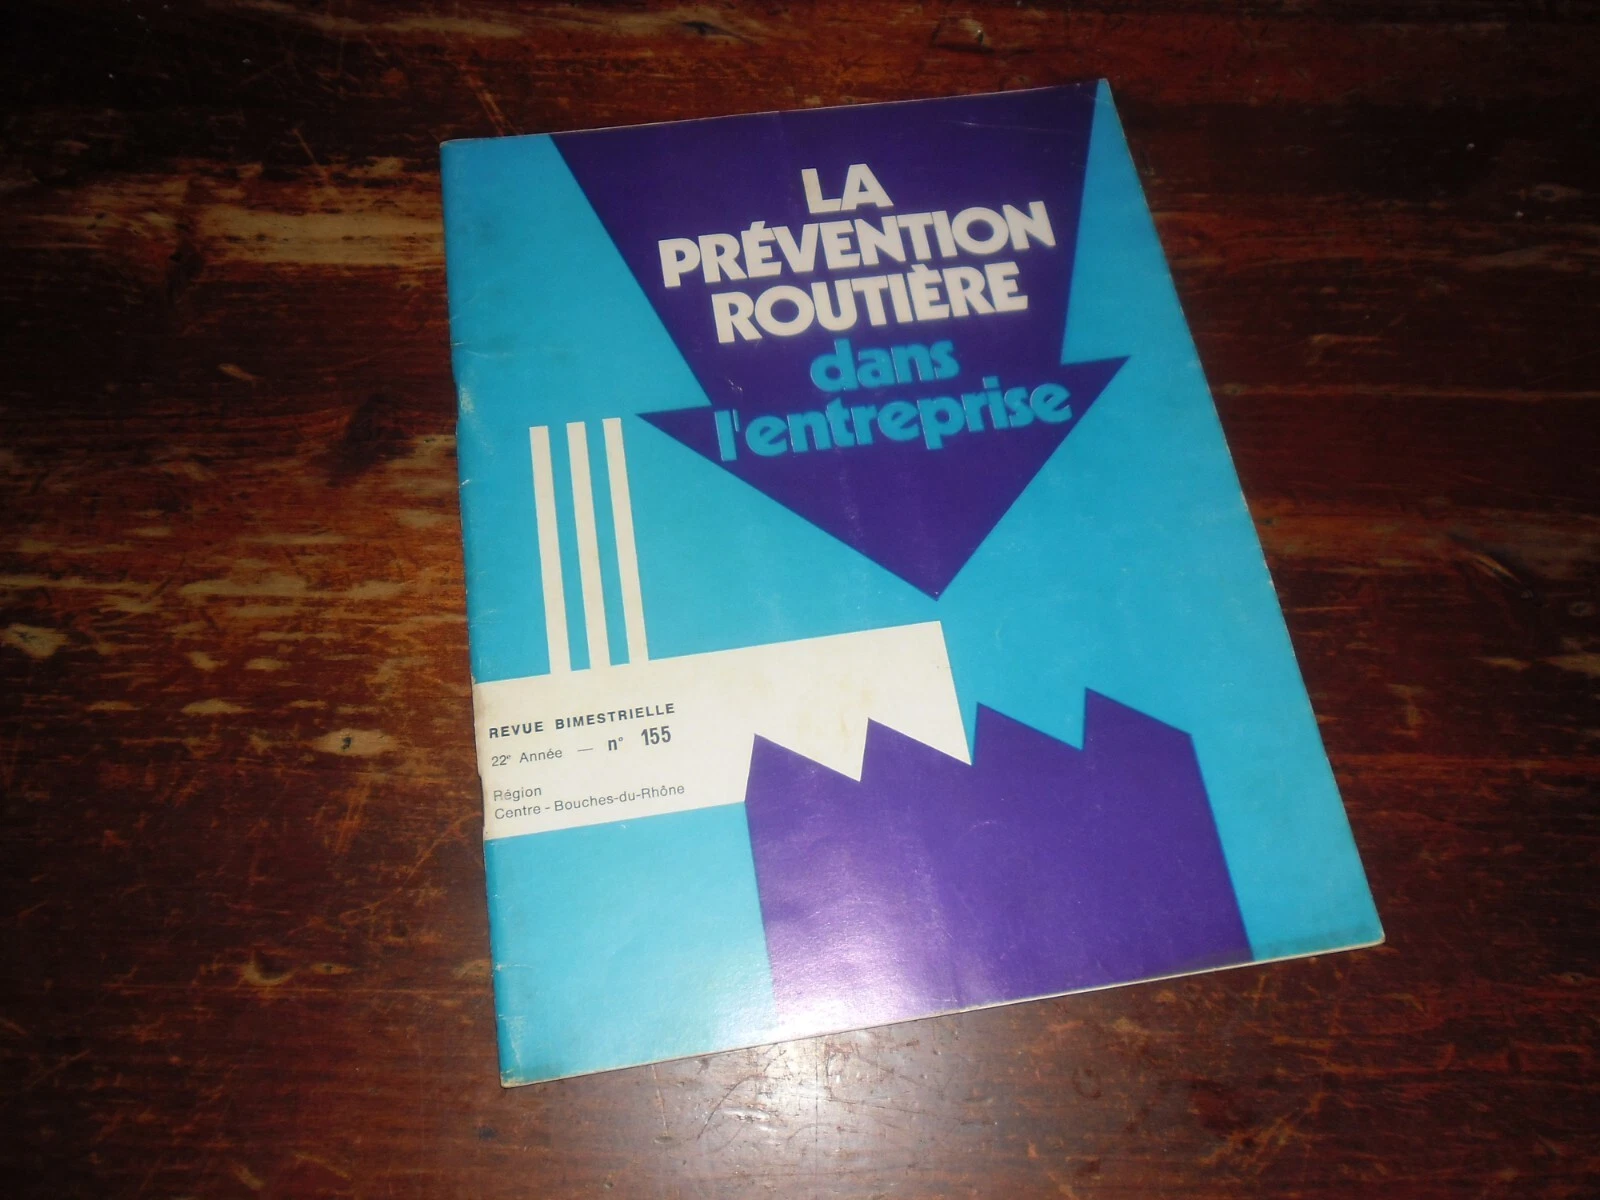 LA
PRÉVENTION
ROUTIÈRE
dans
l'entreprise
REVUE BIMESTRIELLE
22e Année — n° 155
Région
Centre - Bouches-du-Rhône